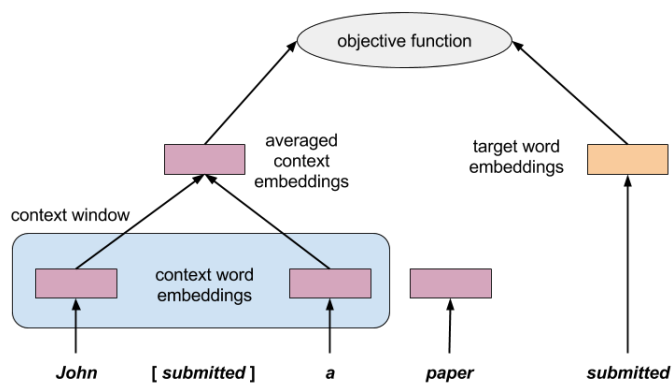 objective function
averaged
context
embeddings
target word
embeddings
context window
context word
embeddings
John [ submitted ] a paper submitted